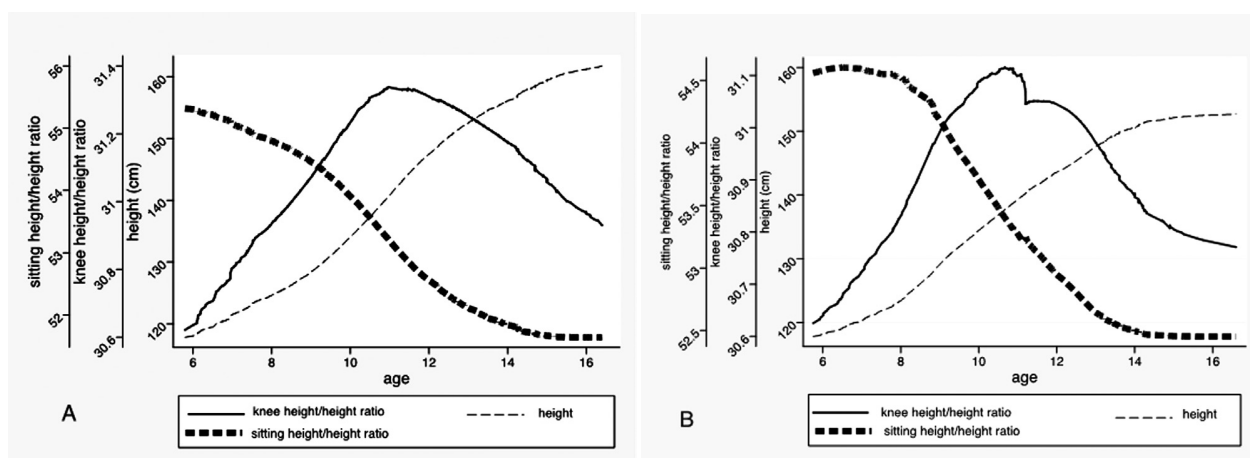 sitting height/height ratio
56
55
54
53
52
knee height/height ratio
31.4
31.2
31
30.8
30.6
height (cm)
160
150
140
130
120
6 8 10 12 14 16
age
A
knee height/height ratio height
sitting height/height ratio
sitting height/height ratio
54.5
54
53.5
53
52.5
knee height/height ratio
31.1
31
30.9
30.8
30.7
30.6
height (cm)
160
150
140
130
120
6 8 10 12 14 16
age
B
knee height/height ratio height
sitting height/height ratio